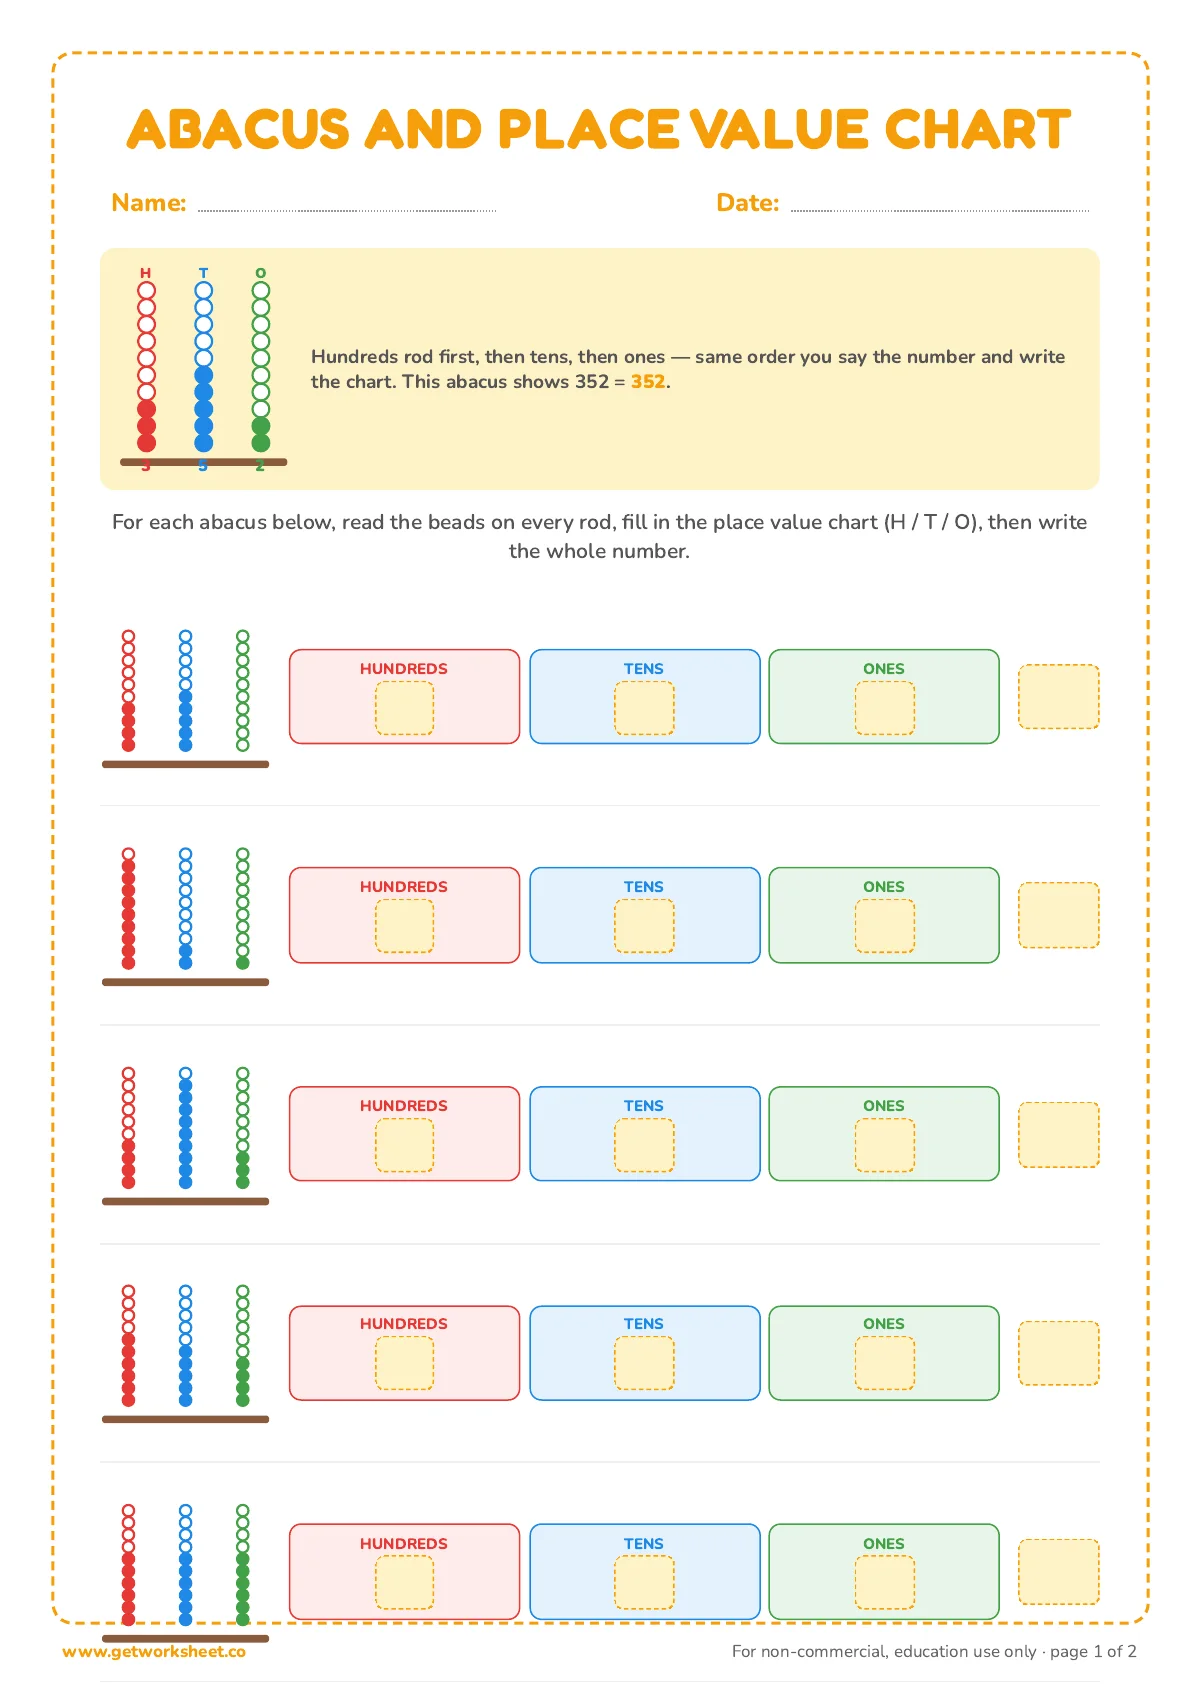 ABACUS AND PLACE VALUE CHART
Name:
Date:
H T O
Hundreds rod first, then tens, then ones — same order you say the number and write
the chart. This abacus shows 352 = 352.
3 5 2
For each abacus below, read the beads on every rod, fill in the place value chart (H / T / O), then write
the whole number.
HUNDREDS TENS ONES
HUNDREDS TENS ONES
HUNDREDS TENS ONES
HUNDREDS TENS ONES
HUNDREDS TENS ONES
www.getworksheet.co
For non-commercial, education use only · page 1 of 2